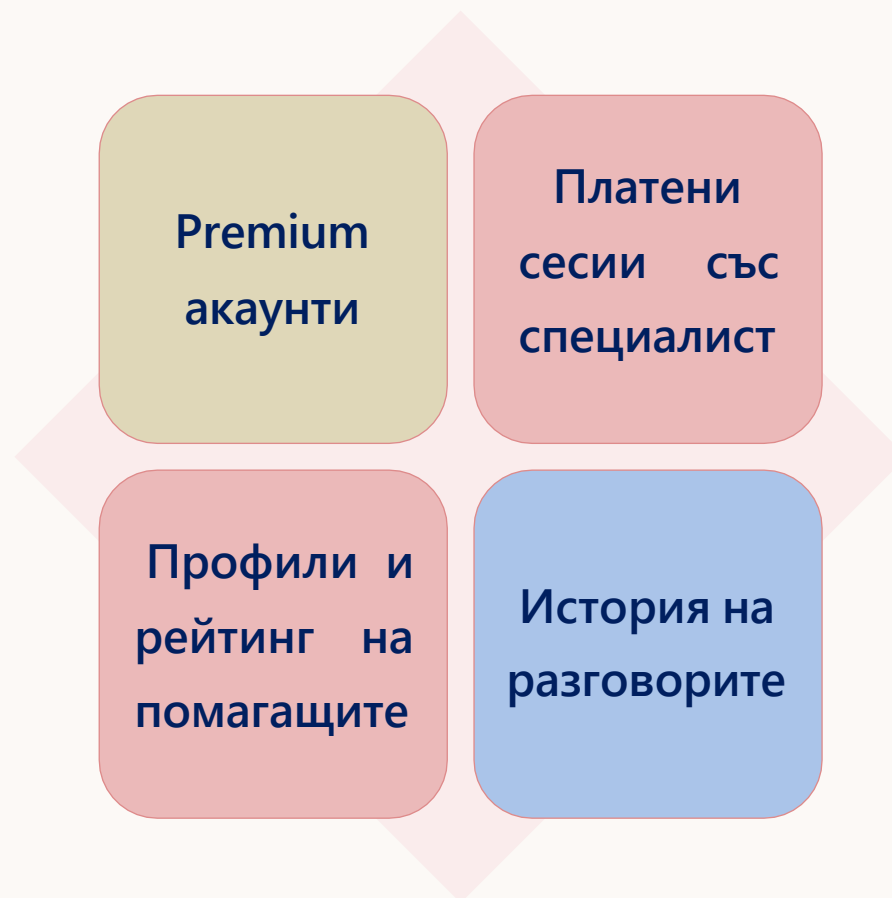 Premium
акаунти
Платени
сесии със
специалист
Профили и
рейтинг на
помагащите
История на
разговорите